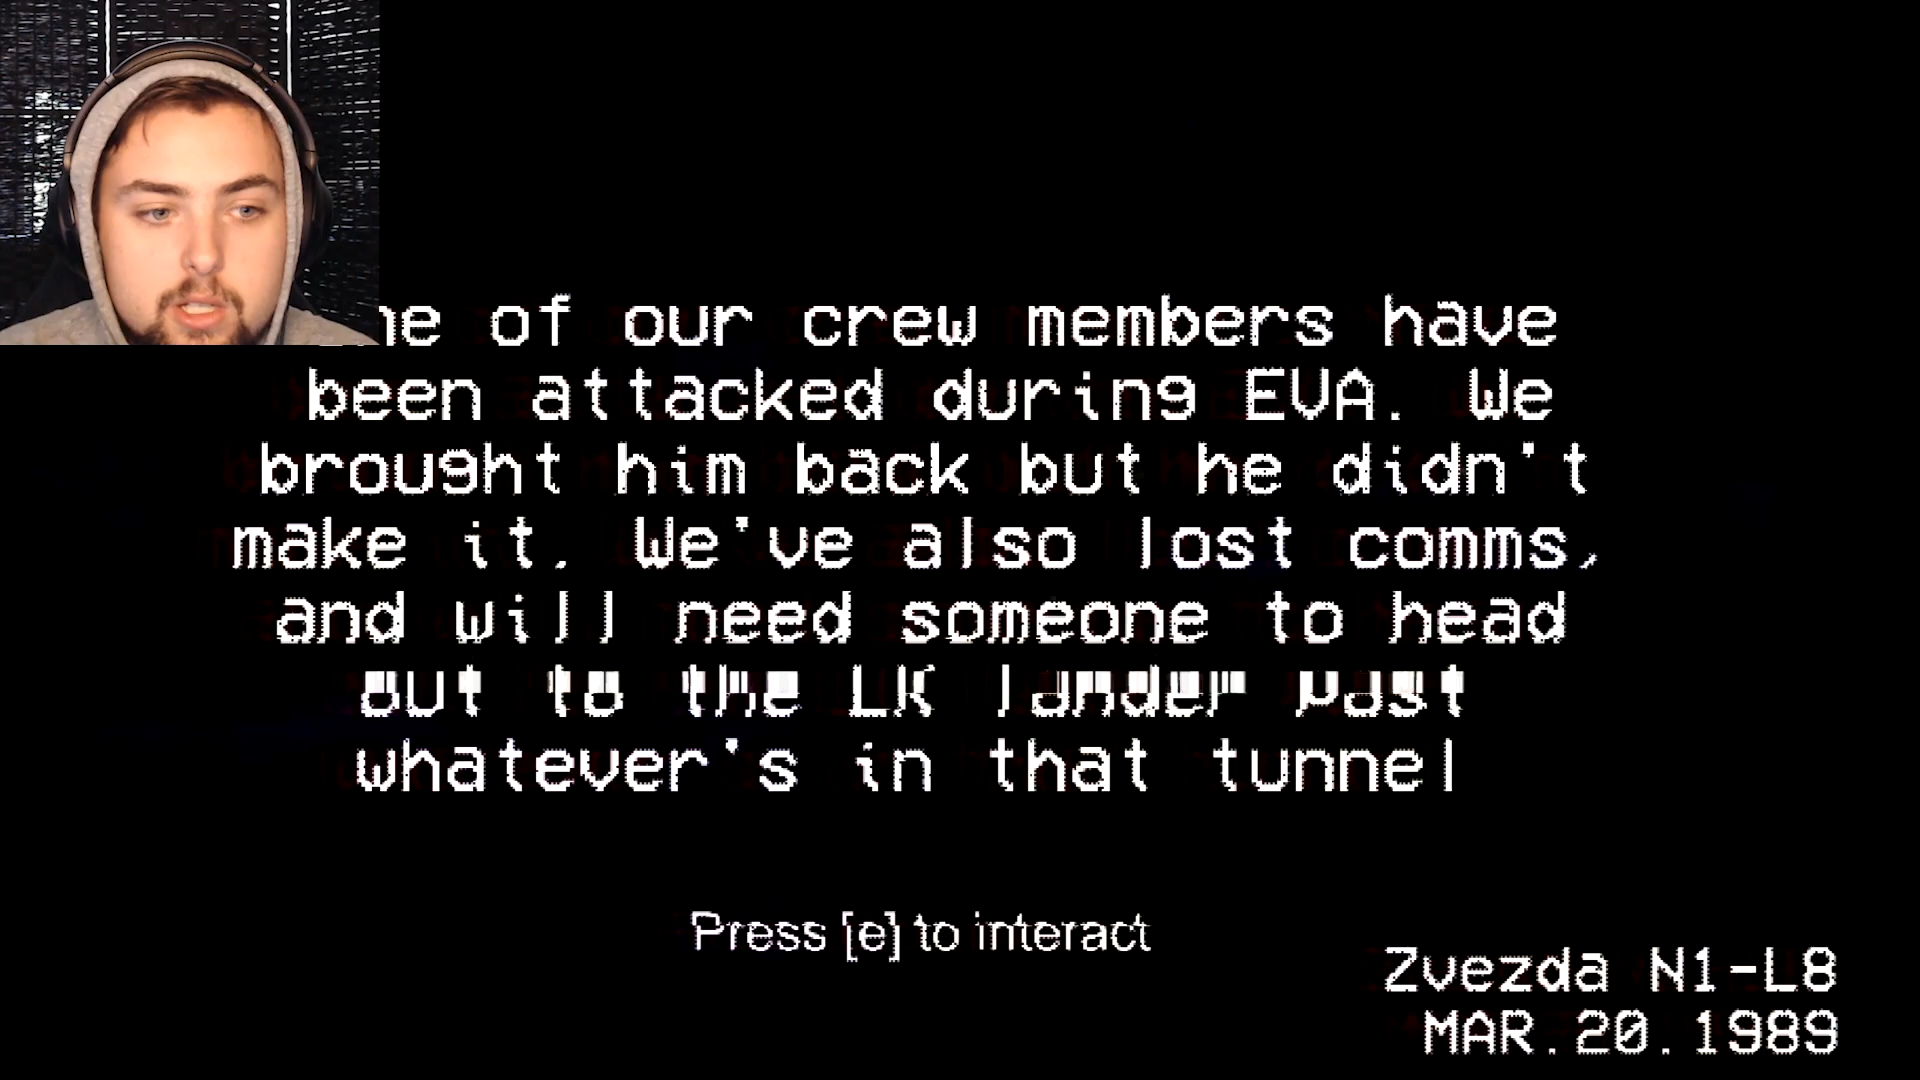 of our crew members have
been attacked during EVA. We
brought him back but he didn't
make it. We've also lost comms,
and will need someone to head
out to the LK lander past
whatever's in that tunnel
Press [e] to interact
Zvezda N1-L8
MAR.20.1989